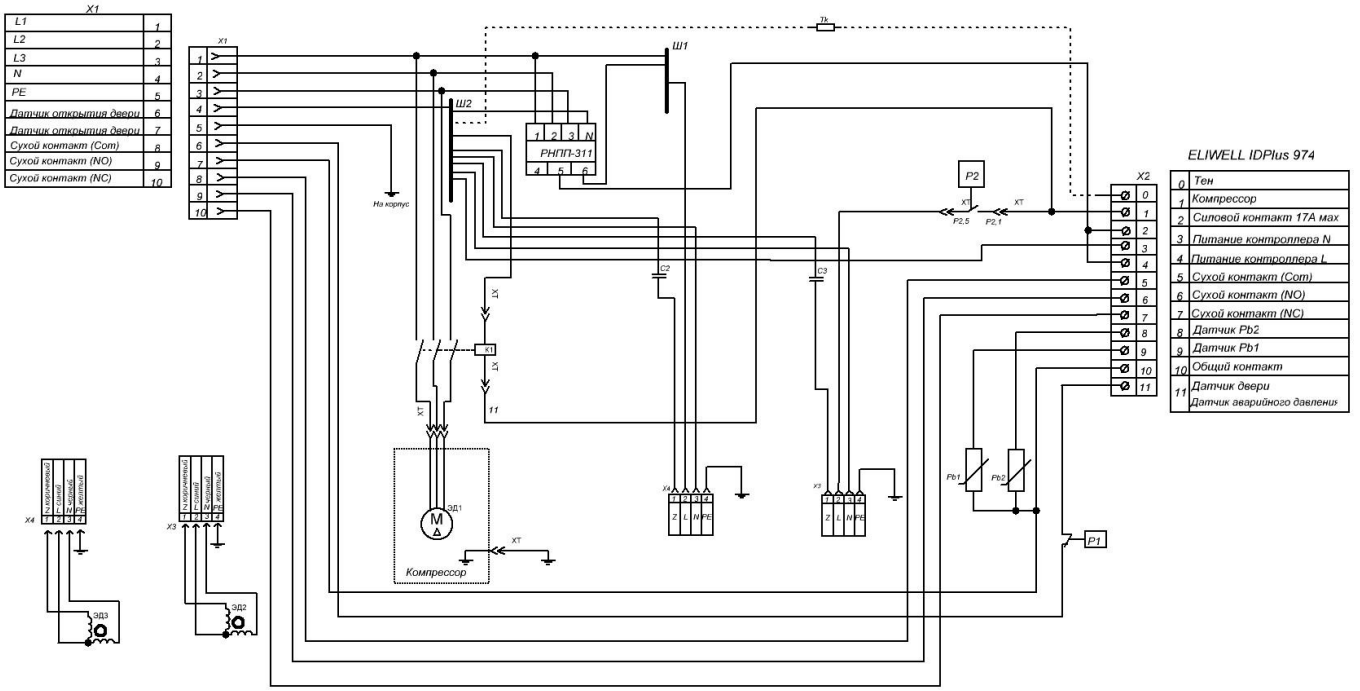 X1
L1 1
L2 2
L3 3
N 4
PE 5
Датчик открытия двери 6
Датчик открытия двери 7
Сухой контакт (Com) 8
Сухой контакт (NO) 9
Сухой контакт (NC) 10
X1
1
2
3
4
5
6
7
8
9
10
На корпус
Ш2
Ш1
Tk
1 2 3 N
РНПП-311
4 5 6
P2
XT
XT
P2,5
P2,1
C2
C3
XT
K1
XT
11
XT
ЭД1
M
Δ
XT
Компрессор
X4
1 2 3 4
Z L N PE
X3
1 2 3 4
Z L N PE
Pb1
Pb2
P1
ELIWELL IDPlus 974
X2
0
1
2
3
4
5
6
7
8
9
10
11
0 Тен
1 Компрессор
2 Силовой контакт 17А мах
3 Питание контроллера N
4 Питание контроллера L
5 Сухой контакт (Com)
6 Сухой контакт (NO)
7 Сухой контакт (NC)
8 Датчик Pb2
9 Датчик Pb1
10 Общий контакт
11 Датчик двери
Датчик аварийного давления
X4
Z коричневый
L синий
N черный
PE желтый
1 2 3 4
ЭД3
X3
Z коричневый
L синий
N черный
PE желтый
1 2 3 4
ЭД2